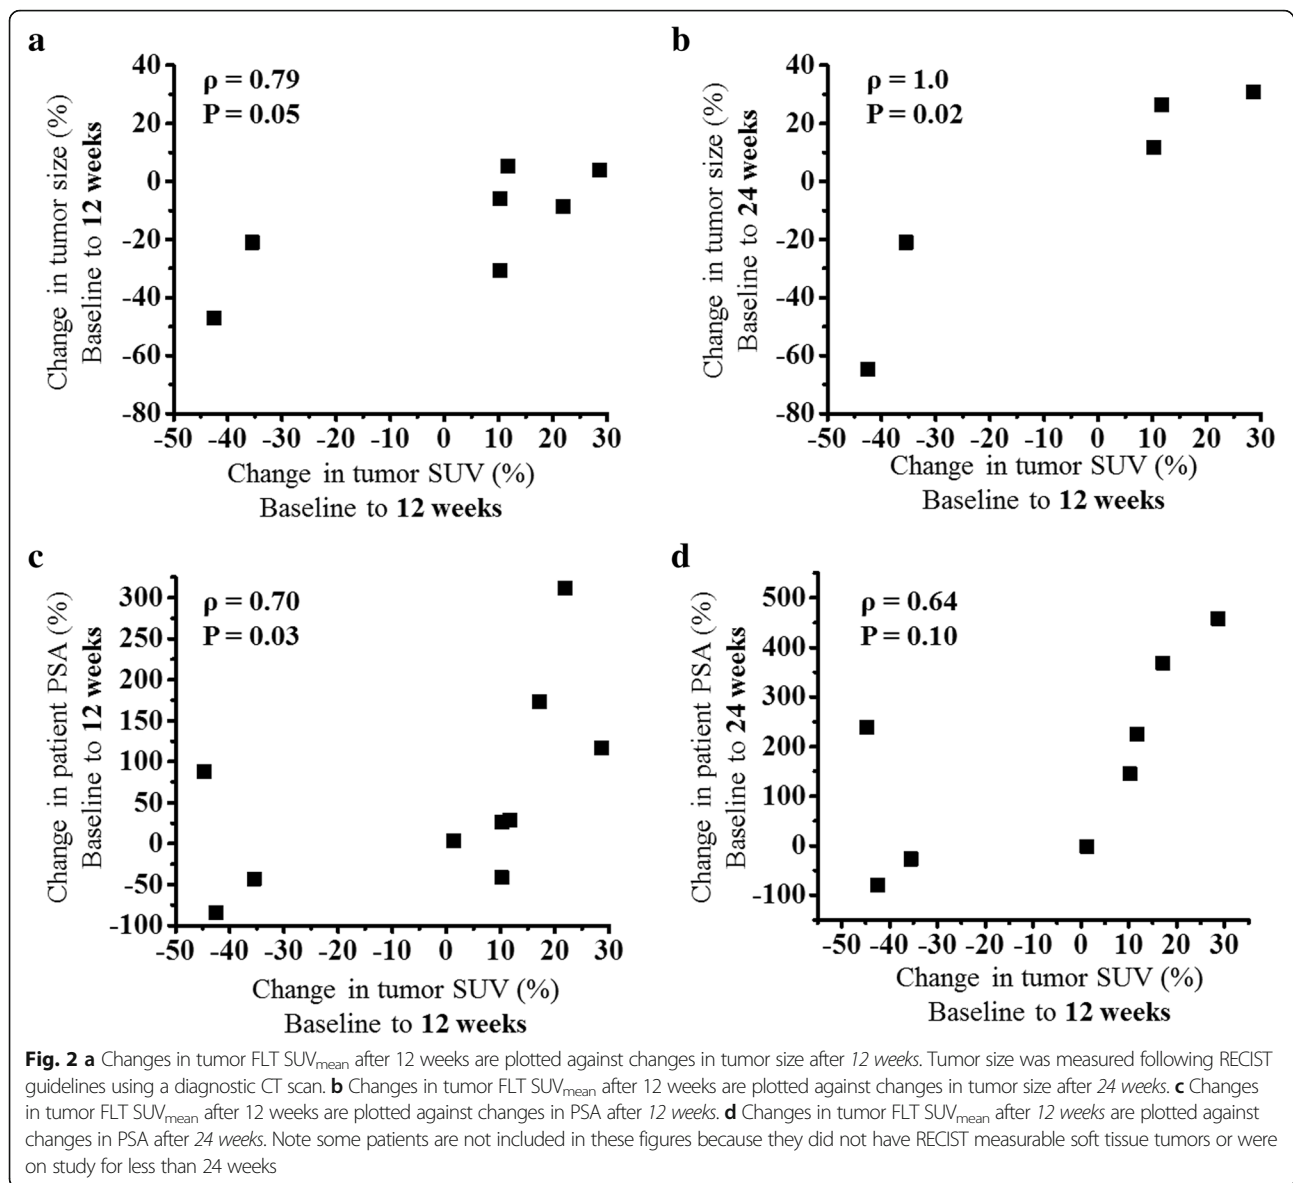 a
ρ = 0.79
P = 0.05
Change in tumor size (%)
Baseline to 12 weeks
40
20
0
-20
-40
-60
-80
-50 -40 -30 -20 -10 0 10 20 30
Change in tumor SUV (%)
Baseline to 12 weeks
b
ρ = 1.0
P = 0.02
Change in tumor size (%)
Baseline to 24 weeks
40
20
0
-20
-40
-60
-80
-50 -40 -30 -20 -10 0 10 20 30
Change in tumor SUV (%)
Baseline to 12 weeks
c
ρ = 0.70
P = 0.03
Change in patient PSA (%)
Baseline to 12 weeks
300
250
200
150
100
50
0
-50
-100
-50 -40 -30 -20 -10 0 10 20 30
Change in tumor SUV (%)
Baseline to 12 weeks
d
ρ = 0.64
P = 0.10
Change in patient PSA (%)
Baseline to 24 weeks
500
400
300
200
100
0
-100
-50 -40 -30 -20 -10 0 10 20 30
Change in tumor SUV (%)
Baseline to 12 weeks
Fig. 2 a Changes in tumor FLT SUVmean after 12 weeks are plotted against changes in tumor size after 12 weeks. Tumor size was measured following RECIST
guidelines using a diagnostic CT scan. b Changes in tumor FLT SUVmean after 12 weeks are plotted against changes in tumor size after 24 weeks. c Changes
in tumor FLT SUVmean after 12 weeks are plotted against changes in PSA after 12 weeks. d Changes in tumor FLT SUVmean after 12 weeks are plotted against
changes in PSA after 24 weeks. Note some patients are not included in these figures because they did not have RECIST measurable soft tissue tumors or were
on study for less than 24 weeks